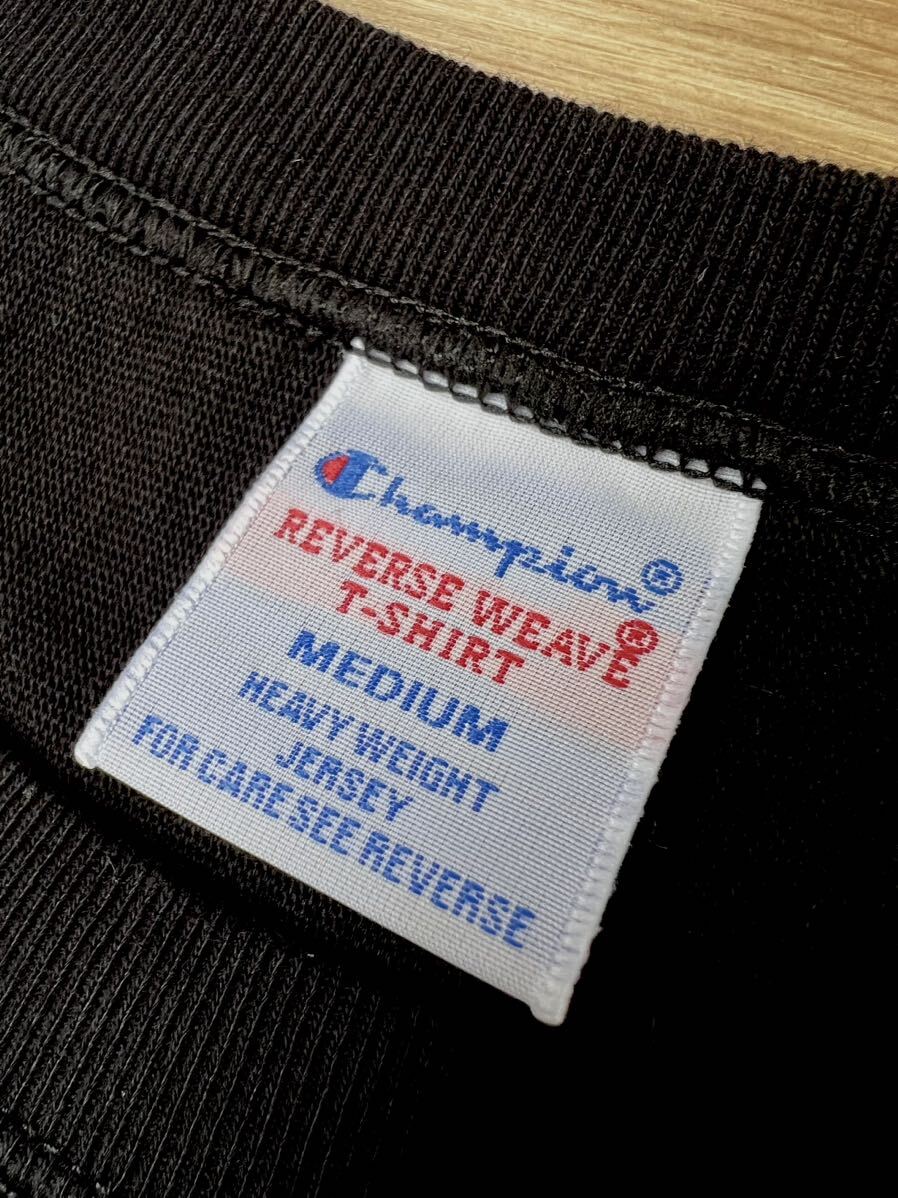 Champion®
REVERSE WEAVE®
T-SHIRT
MEDIUM
HEAVY WEIGHT
JERSEY
FOR CARE SEE REVERSE